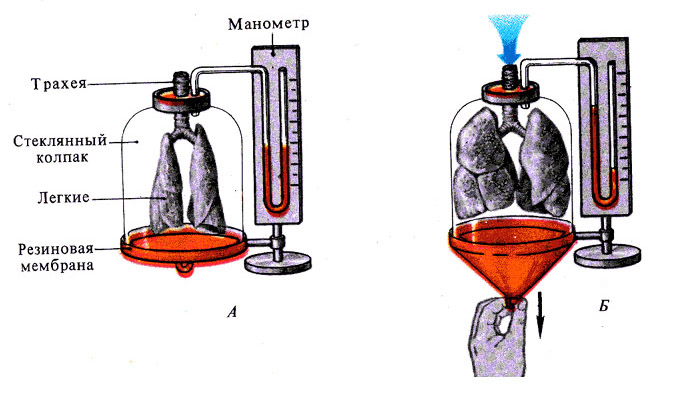 Манометр
Трахея
Стеклянный
колпак
Легкие
Резиновая
мембрана
А
Б